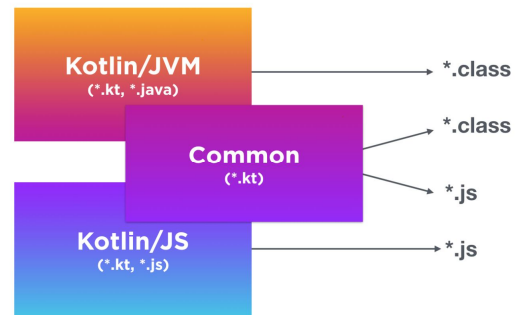 Kotlin/JVM
(*.kt, *.java)
*.class
*.class
Common
(*.kt)
*.js
Kotlin/JS
(*.kt, *.js)
*.js